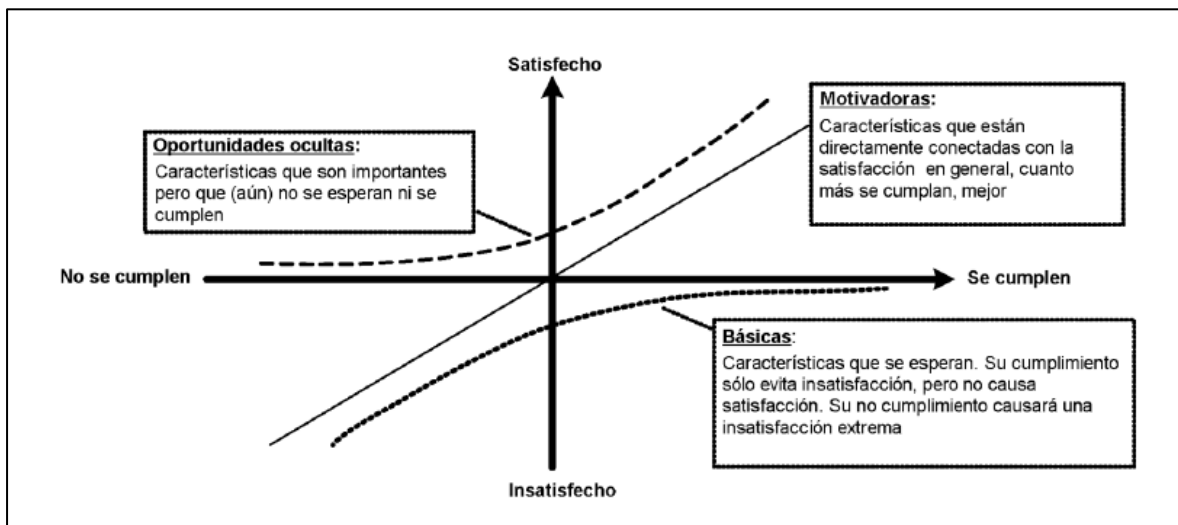 Satisfecho
Motivadoras:
Características que están
directamente conectadas con la
satisfacción en general, cuanto
más se cumplan, mejor
Oportunidades ocultas:
Características que son importantes
pero que (aún) no se esperan ni se
cumplen
No se cumplen
Se cumplen
Básicas:
Características que se esperan. Su cumplimiento
sólo evita insatisfacción, pero no causa
satisfacción. Su no cumplimiento causará una
insatisfacción extrema
Insatisfecho